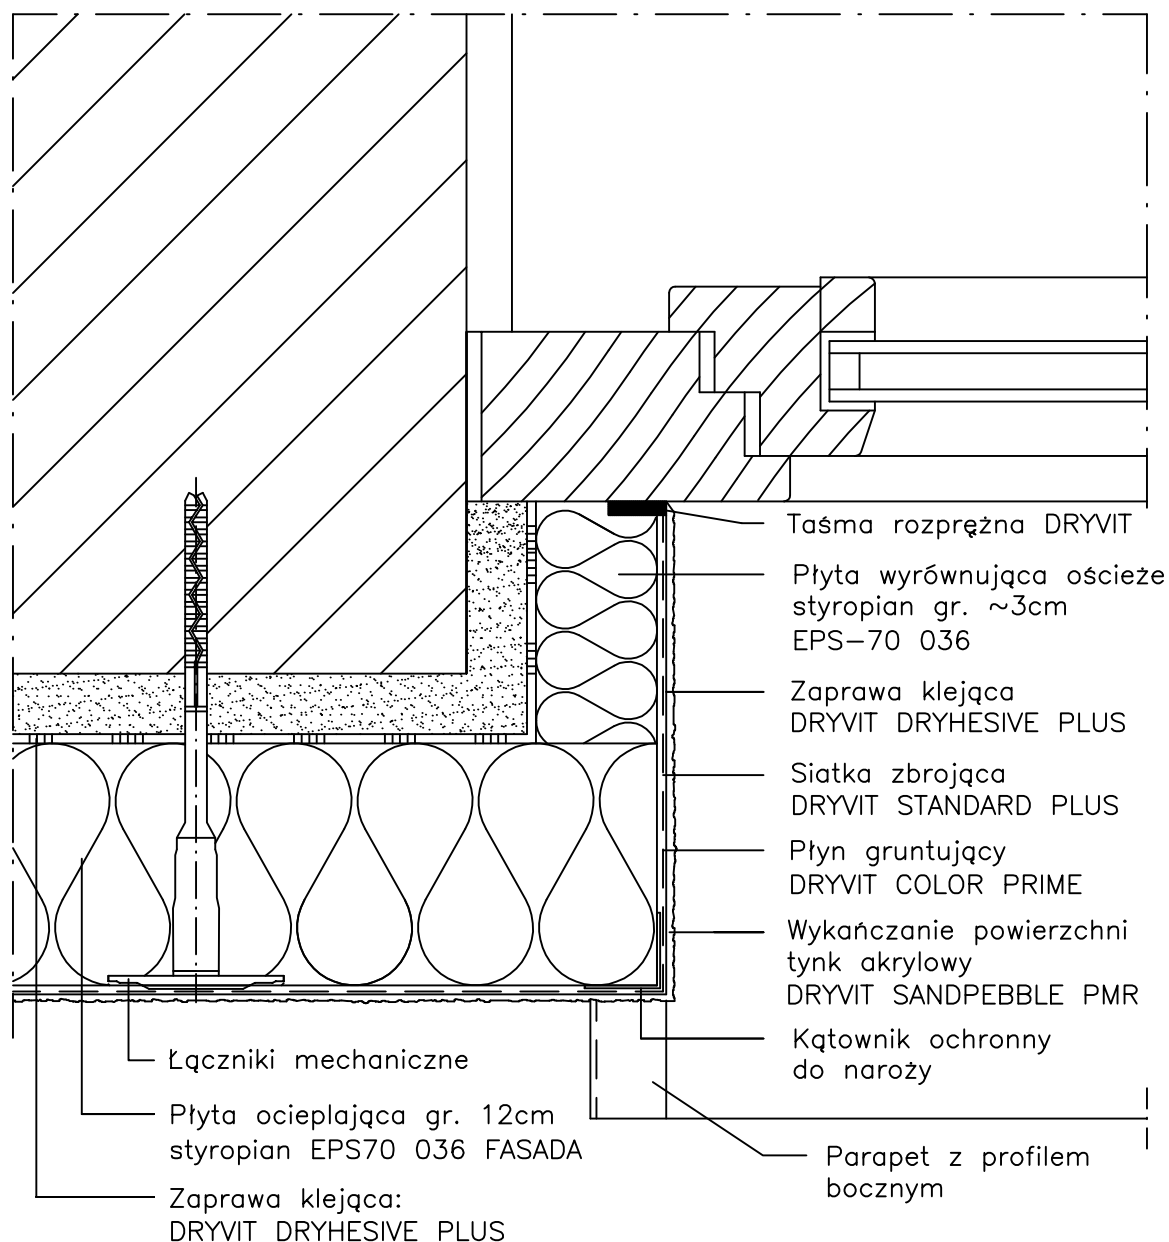 Taśma rozprężna DRYVIT
Płyta wyrównująca ościeże
styropian gr. ~3cm
EPS-70 036
Zaprawa klejąca
DRYVIT DRYHESIVE PLUS
Siatka zbrojąca
DRYVIT STANDARD PLUS
Płyn gruntujący
DRYVIT COLOR PRIME
Wykańczanie powierzchni
tynk akrylowy
DRYVIT SANDPEBBLE PMR
Kątownik ochronny
do naroży
Parapet z profilem
bocznym
Łączniki mechaniczne
Płyta ocieplająca gr. 12cm
styropian EPS70 036 FASADA
Zaprawa klejąca:
DRYVIT DRYHESIVE PLUS